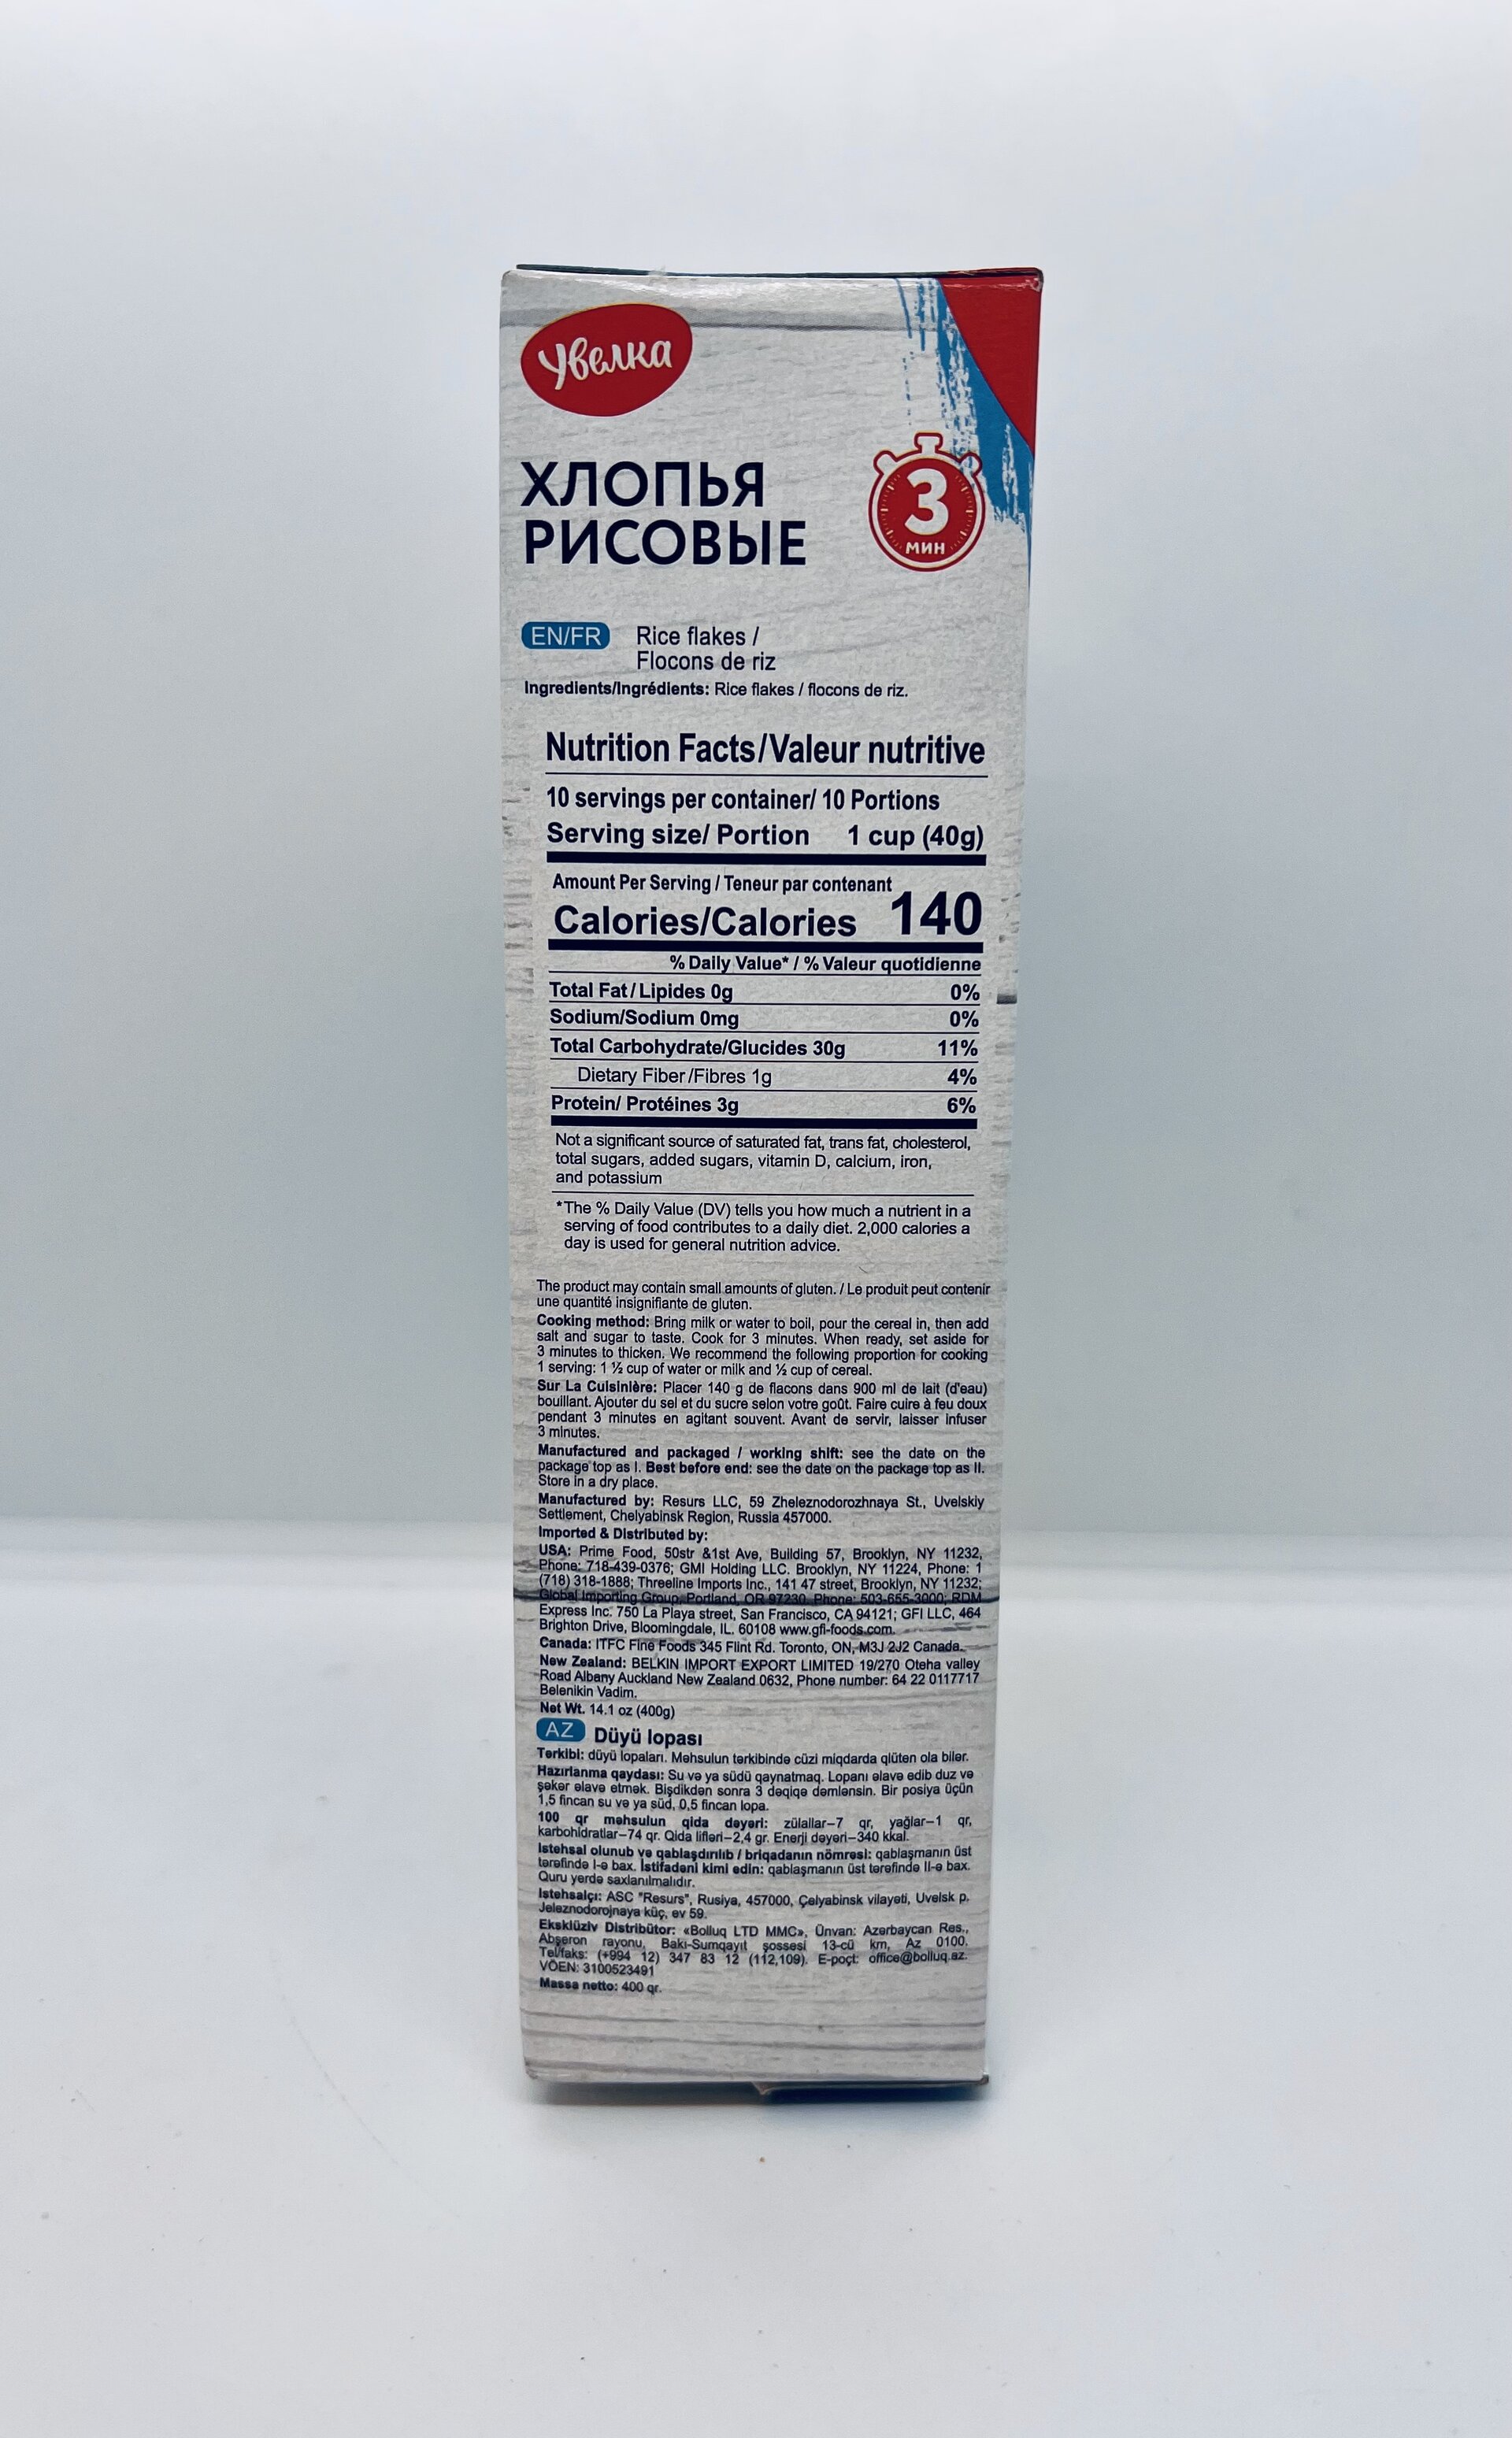 Увелка
ХЛОПЬЯ
РИСОВЫЕ
3
МИН
EN/FR Rice flakes /
Flocons de riz
Ingredients/Ingrédients: Rice flakes / flocons de riz.
Nutrition Facts/Valeur nutritive
10 servings per container/ 10 Portions
Serving size/ Portion 1 cup (40g)
Amount Per Serving / Teneur par contenant
Calories/Calories 140
% Daily Value* / % Valeur quotidienne
Total Fat / Lipides 0g 0%
Sodium/Sodium 0mg 0%
Total Carbohydrate/Glucides 30g 11%
Dietary Fiber /Fibres 1g 4%
Protein/ Protéines 3g 6%
Not a significant source of saturated fat, trans fat, cholesterol,
total sugars, added sugars, vitamin D, calcium, iron,
and potassium
*The % Daily Value (DV) tells you how much a nutrient in a
serving of food contributes to a daily diet. 2,000 calories a
day is used for general nutrition advice.
The product may contain small amounts of gluten. / Le produit peut contenir
une quantité insignifiante de gluten.
Cooking method: Bring milk or water to boil, pour the cereal in, then add
salt and sugar to taste. Cook for 3 minutes. When ready, set aside for
3 minutes to thicken. We recommend the following proportion for cooking
1 serving: 1 ½ cup of water or milk and ½ cup of cereal.
Sur La Cuisinière: Placer 140 g de flacons dans 900 ml de lait (d'eau)
bouillant. Ajouter du sel et du sucre selon votre goût. Faire cuire à feu doux
pendant 3 minutes en agitant souvent. Avant de servir, laisser infuser
3 minutes.
Manufactured and packaged / working shift: see the date on the
package top as I. Best before end: see the date on the package top as II.
Store in a dry place.
Manufactured by: Resurs LLC, 59 Zheleznodorozhnaya St., Uvelskiy
Settlement, Chelyabinsk Region, Russia 457000.
Imported & Distributed by:
USA: Prime Food, 50str &1st Ave, Building 57, Brooklyn, NY 11232,
Phone: 718-439-0376; GMI Holding LLC. Brooklyn, NY 11224, Phone: 1
(718) 318-1888; Threeline Imports Inc., 141 47 street, Brooklyn, NY 11232;
Global Importing Group, Portland, OR 97230. Phone: 503-655-3000; RDM
Express Inc. 750 La Playa street, San Francisco, CA 94121; GFI LLC, 464
Brighton Drive, Bloomingdale, IL. 60108 www.gfi-foods.com.
Canada: ITFC Fine Foods 345 Flint Rd. Toronto, ON, M3J 2J2 Canada.
New Zealand: BELKIN IMPORT EXPORT LIMITED 19/270 Oteha valley
Road Albany Auckland New Zealand 0632, Phone number: 64 22 0117717
Belenikin Vadim.
Net Wt. 14.1 oz (400g)
AZ Düyü lopası
Tərkibi: düyü lopaları. Məhsulun tərkibində cüzi miqdarda qlüten ola bilər.
Hazırlanma qaydası: Su və ya südü qaynatmaq. Lopanı əlavə edib duz və
şəkər əlavə etmək. Bişdikdən sonra 3 dəqiqə dəmlənsin. Bir posiya üçün
1,5 fincan su və ya süd, 0,5 fincan lopa.
100 qr məhsulun qida dəyəri: zülallar–7 qr, yağlar–1 qr,
karbohidratlar–74 qr. Qida lifləri–2,4 gr. Enerji dəyəri–340 kkal.
Istehsal olunub və qablaşdırılıb / briqadanın nömrəsi: qablaşmanın üst
tərəfində I-ə bax. İstifadəni kimi edin: qablaşmanın üst tərəfində II-ə bax.
Quru yerdə saxlanılmalıdır.
Istehsalçı: ASC "Resurs", Rusiya, 457000, Çelyabinsk vilayəti, Uvelsk p.
Jeleznodorojnaya küç, ev 59.
Eksklüziv Distribütor: «Bolluq LTD MMC», Ünvan: Azərbaycan Res.,
Abşeron rayonu, Baki-Sumqayıt şossesi 13-cü km, Az 0100.
Tel/faks: (+994 12) 347 83 12 (112,109). E-poçt: office@bolluq.az.
VÖEN: 3100523491
Massa netto: 400 qr.